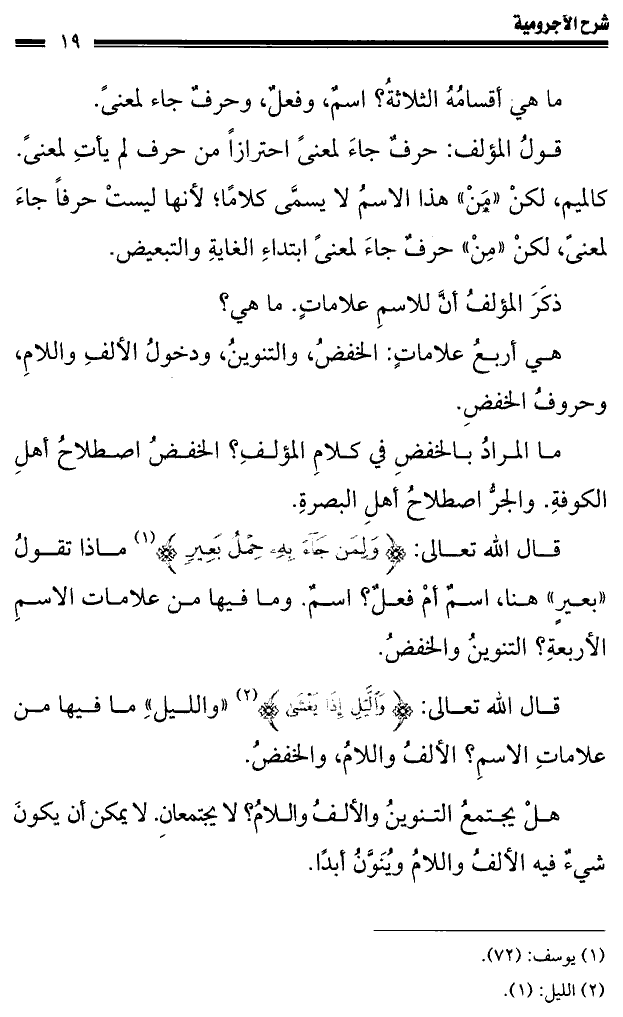 شرح الآجرومية
١٩
ما هي أقسامُهُ الثلاثةُ؟ اسمٌ، وفعلٌ، وحرفٌ جاء لمعنىً.
قولُ المؤلف: حرفٌ جاءَ لمعنىً احترازاً من حرف لم يأتِ لمعنىً.
كالميم، لكنْ «مَِنْ» هذا الاسمُ لا يسمَّى كلامًا؛ لأنها ليستْ حرفاً جاءَ
لمعنىً، لكنْ «مِنْ» حرفٌ جاءَ لمعنىً ابتداءِ الغايةِ والتبعيض.
ذكَرَ المؤلفُ أنَّ للاسمِ علاماتٍ. ما هي؟
هي أربعُ علاماتٍ: الخفضُ، والتنوينُ، ودخولُ الألفِ واللامِ،
وحروفُ الخفضِ.
ما المرادُ بالخفضِ في كلامِ المؤلفِ؟ الخفضُ اصطلاحُ أهلِ
الكوفةِ. والجرُّ اصطلاحُ أهلِ البصرةِ.
قال الله تعالى: ﴿وَلِمَن جَآءَ بِهِۦ حِمْلُ بَعِيرٍ﴾(١) ماذا تقولُ
«بعيرٍ» هنا، اسمٌ أمْ فعلٌ؟ اسمٌ. وما فيها من علامات الاسمِ
الأربعةِ؟ التنوينُ والخفضُ.
قال الله تعالى: ﴿وَٱلَّيْلِ إِذَا يَغْشَىٰ﴾(٢) «والليلِ» ما فيها من
علاماتِ الاسمِ؟ الألفُ واللامُ، والخفضُ.
هلْ يجتمعُ التنوينُ والألفُ واللامُ؟ لا يجتمعانِ. لا يمكن أن يكونَ
شيءٌ فيه الألفُ واللامُ ويُنَوَّنُ أبدًا.
(١) يوسف: (٧٢).
(٢) الليل: (١).